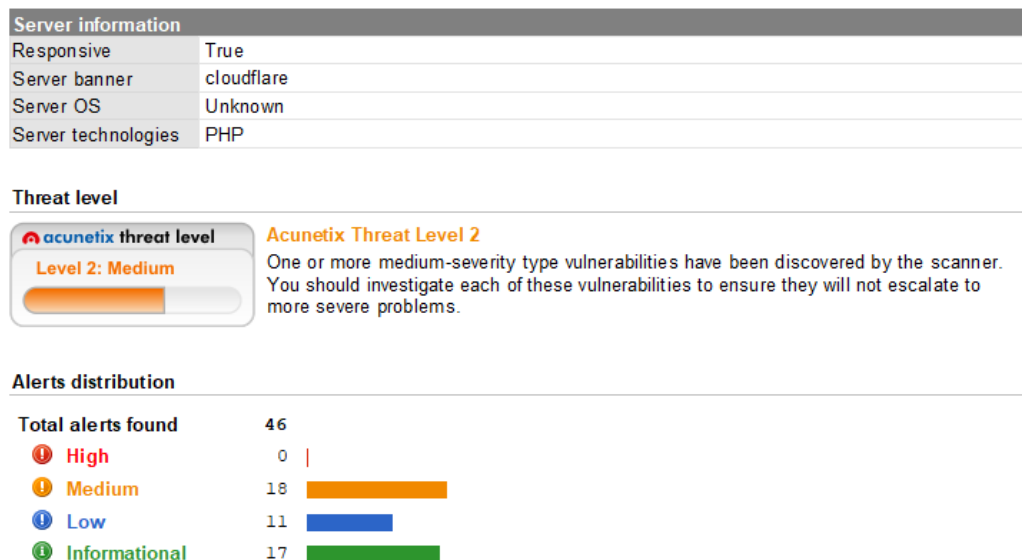 Server information
Responsive True
Server banner cloudflare
Server OS Unknown
Server technologies PHP
Threat level
acunetix threat level
Level 2: Medium
Acunetix Threat Level 2
One or more medium-severity type vulnerabilities have been discovered by the scanner.
You should investigate each of these vulnerabilities to ensure they will not escalate to
more severe problems.
Alerts distribution
Total alerts found 46
High 0
Medium 18
Low 11
Informational 17